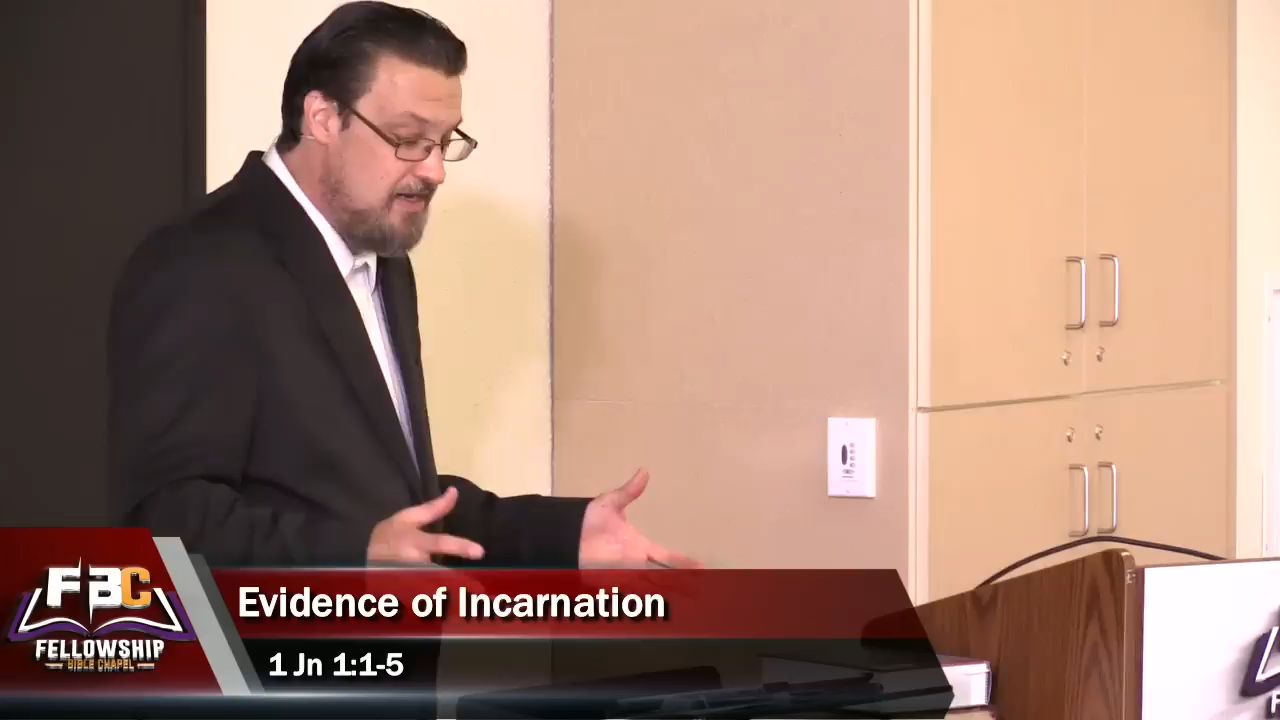 FBC
FELLOWSHIP
BIBLE CHAPEL
Evidence of Incarnation
1 Jn 1:1-5